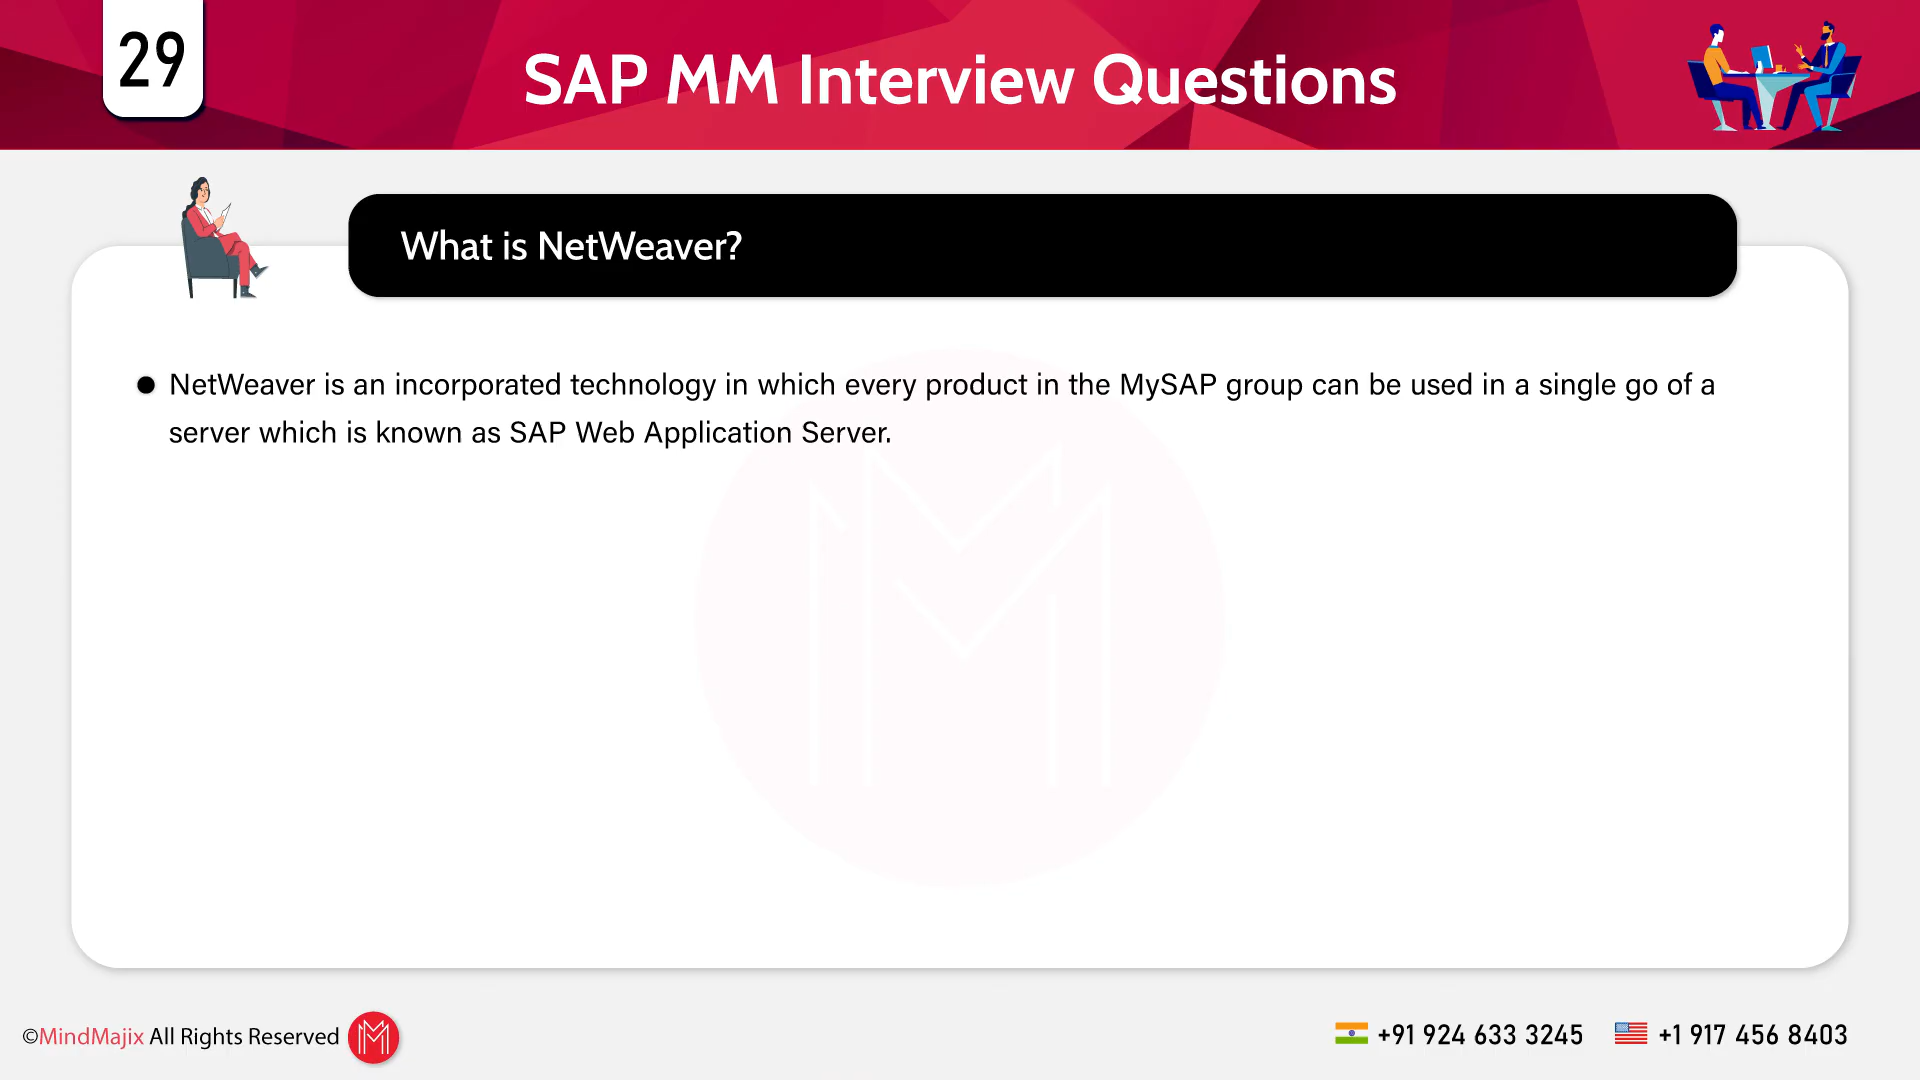 29
SAP MM Interview Questions
What is NetWeaver?
● NetWeaver is an incorporated technology in which every product in the MySAP group can be used in a single go of a
server which is known as SAP Web Application Server.
©MindMajix All Rights Reserved
+91 924 633 3245
+1 917 456 8403